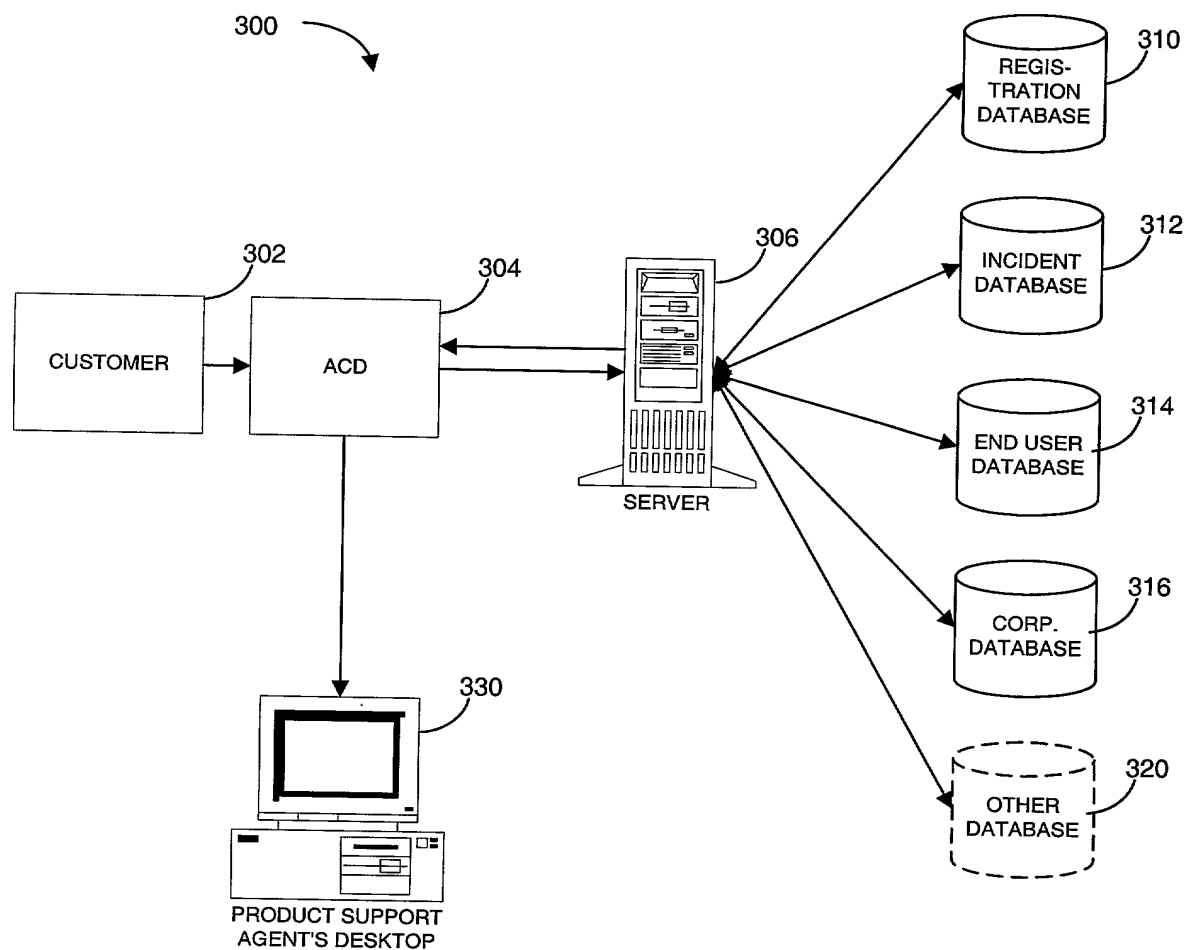 300
310
REGIS-
TRATION
DATABASE
312
INCIDENT
DATABASE
302
304
306
CUSTOMER
ACD
SERVER
314
END USER
DATABASE
316
CORP.
DATABASE
330
320
OTHER
DATABASE
PRODUCT SUPPORT
AGENT'S DESKTOP